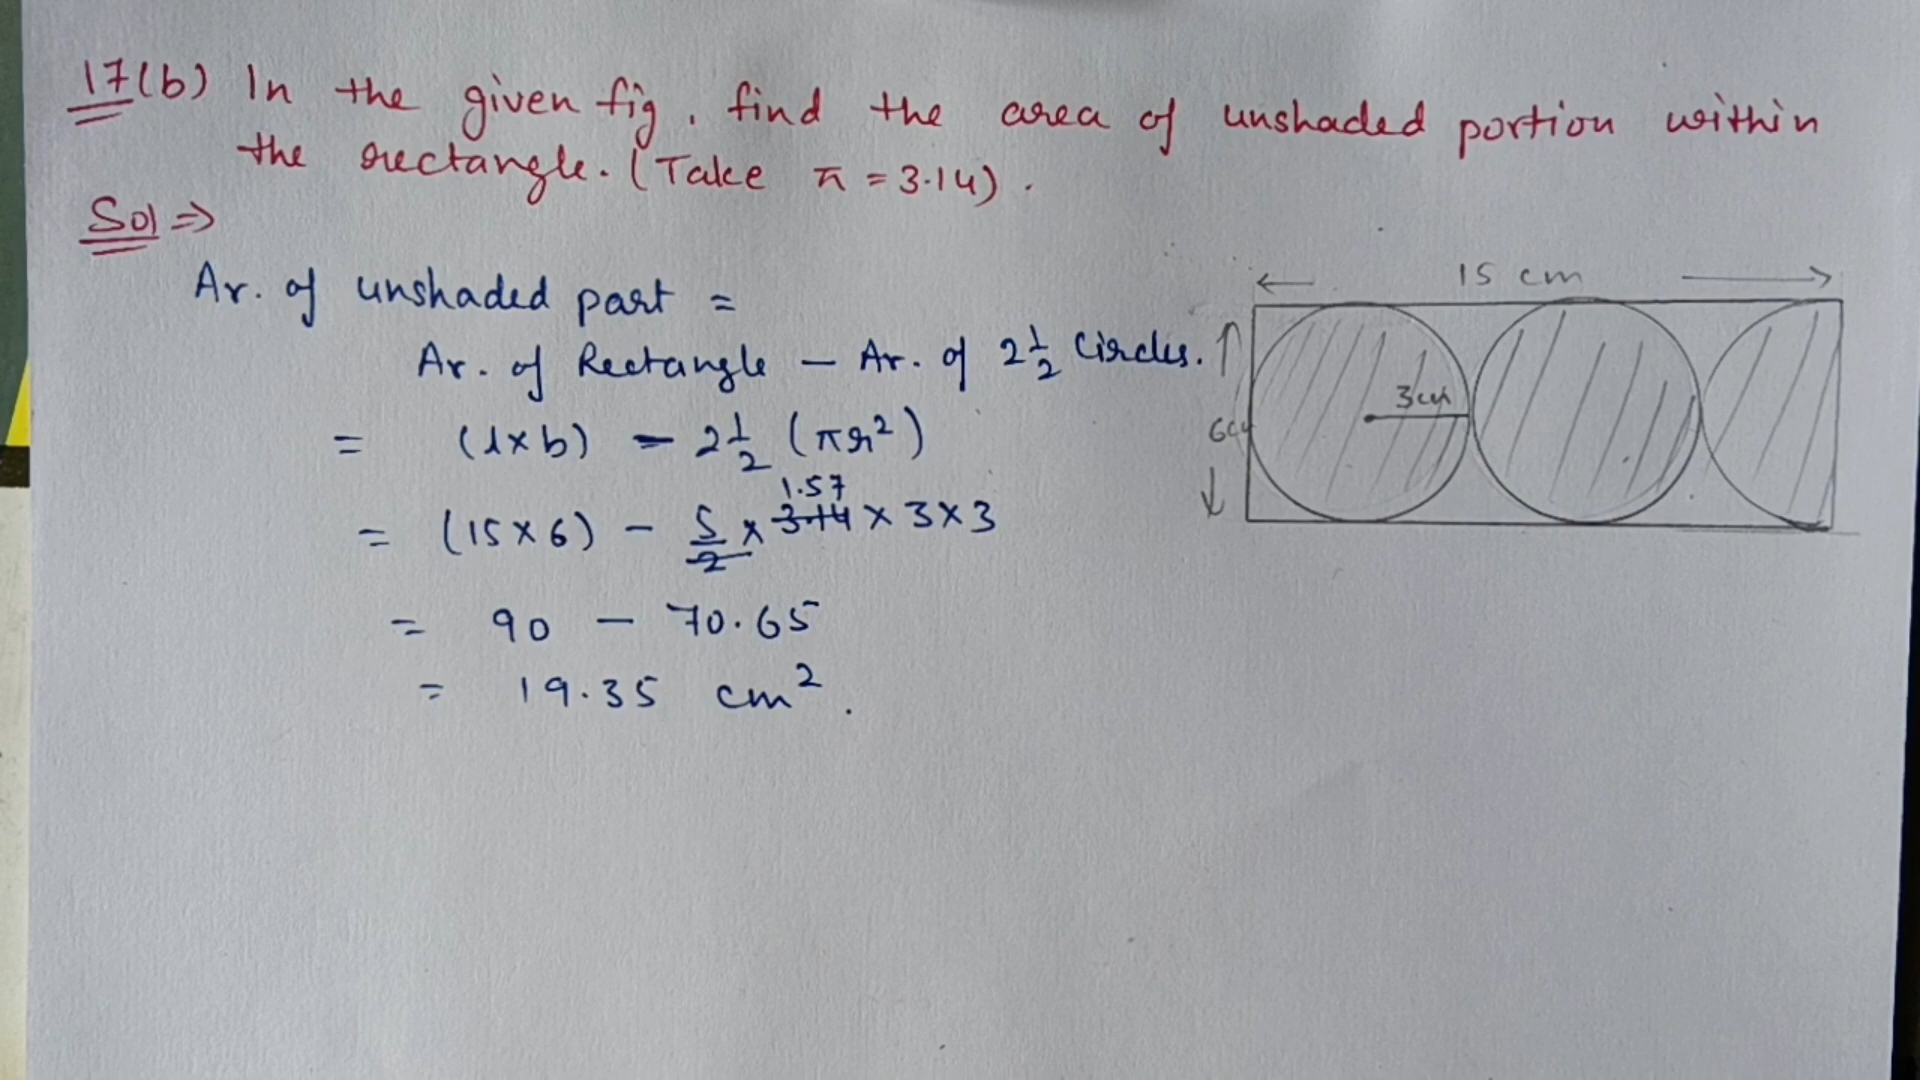 17(b) In the given fig. find the area of unshaded portion within
the rectangle. (Take π = 3.14).
Sol ⇒
Ar. of unshaded part =
Ar. of Rectangle – Ar. of 2½ Circles.
= (l×b) – 2½ (πr²)
1.57
= (15×6) – 5/2 × 3.14 × 3×3
= 90 – 70.65
= 19.35 cm².
← 15 cm →
3cm
6cm